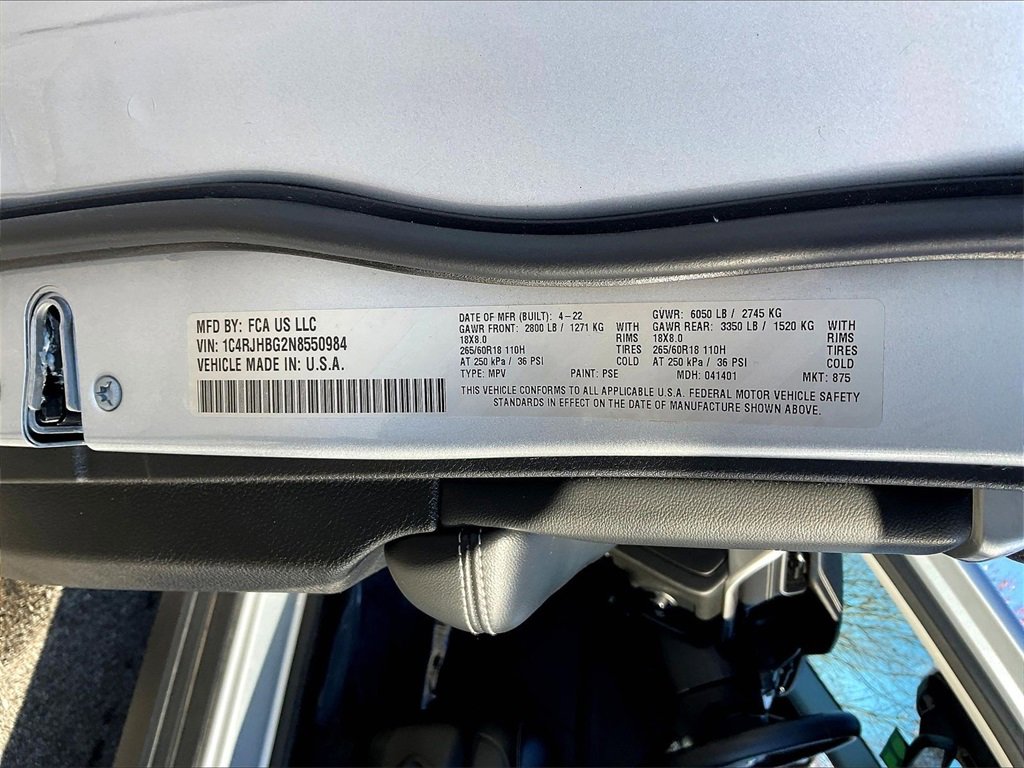 MFD BY: FCA US LLC
VIN: 1C4RJHBG2N8550984
VEHICLE MADE IN: U.S.A.
DATE OF MFR (BUILT): 4-22
GAWR FRONT: 2800 LB / 1271 KG WITH
18X8.0 RIMS
265/60R18 110H TIRES
AT 250 kPa / 36 PSI COLD
TYPE: MPV PAINT: PSE
GVWR: 6050 LB / 2745 KG
GAWR REAR: 3350 LB / 1520 KG WITH
18X8.0 RIMS
265/60R18 110H TIRES
AT 250 kPa / 36 PSI COLD
MDH: 041401 MKT: 875
THIS VEHICLE CONFORMS TO ALL APPLICABLE U.S.A. FEDERAL MOTOR VEHICLE SAFETY
STANDARDS IN EFFECT ON THE DATE OF MANUFACTURE SHOWN ABOVE.